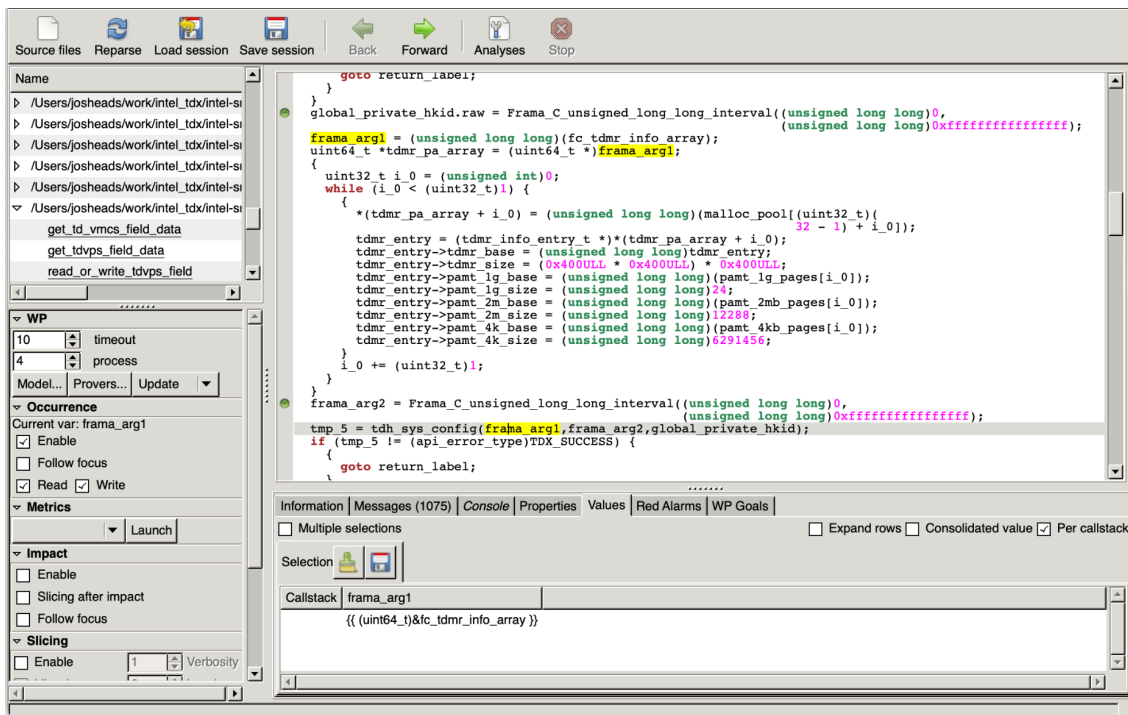 Source files Reparse Load session Save session Back Forward Analyses Stop
Name
/Users/josheads/work/intel_tdx/intel-s
/Users/josheads/work/intel_tdx/intel-s
/Users/josheads/work/intel_tdx/intel-s
/Users/josheads/work/intel_tdx/intel-s
/Users/josheads/work/intel_tdx/intel-s
/Users/josheads/work/intel_tdx/intel-s
get_td_vmcs_field_data
get_tdvps_field_data
read_or_write_tdvps_field
WP
10 timeout
4 process
Model... Provers... Update
Occurrence
Current var: frama_arg1
Enable
Follow focus
Read Write
Metrics
Launch
Impact
Enable
Slicing after impact
Follow focus
Slicing
Enable 1 Verbosity
goto return_label;
}
}
global_private_hkid.raw = Frama_C_unsigned_long_long_interval((unsigned long long)0,
(unsigned long long)0xffffffffffffffff);
frama_arg1 = (unsigned long long)(fc_tdmr_info_array);
uint64_t *tdmr_pa_array = (uint64_t *)frama_arg1;
{
uint32_t i_0 = (unsigned int)0;
while (i_0 < (uint32_t)1) {
{
*(tdmr_pa_array + i_0) = (unsigned long long)(malloc_pool[(uint32_t)(
32 - 1) + i_0]);
tdmr_entry = (tdmr_info_entry_t *)*(tdmr_pa_array + i_0);
tdmr_entry->tdmr_base = (unsigned long long)tdmr_entry;
tdmr_entry->tdmr_size = (0x400ULL * 0x400ULL) * 0x400ULL;
tdmr_entry->pamt_1g_base = (unsigned long long)(pamt_1g_pages[i_0]);
tdmr_entry->pamt_1g_size = (unsigned long long)24;
tdmr_entry->pamt_2m_base = (unsigned long long)(pamt_2mb_pages[i_0]);
tdmr_entry->pamt_2m_size = (unsigned long long)12288;
tdmr_entry->pamt_4k_base = (unsigned long long)(pamt_4kb_pages[i_0]);
tdmr_entry->pamt_4k_size = (unsigned long long)6291456;
}
i_0 += (uint32_t)1;
}
}
frama_arg2 = Frama_C_unsigned_long_long_interval((unsigned long long)0,
(unsigned long long)0xffffffffffffffff);
tmp_5 = tdh_sys_config(frama_arg1,frama_arg2,global_private_hkid);
if (tmp_5 != (api_error_type)TDX_SUCCESS) {
{
goto return_label;
Information Messages (1075) Console Properties Values Red Alarms WP Goals
Multiple selections Expand rows Consolidated value Per callstack
Selection
Callstack frama_arg1
{{ (uint64_t)&fc_tdmr_info_array }}